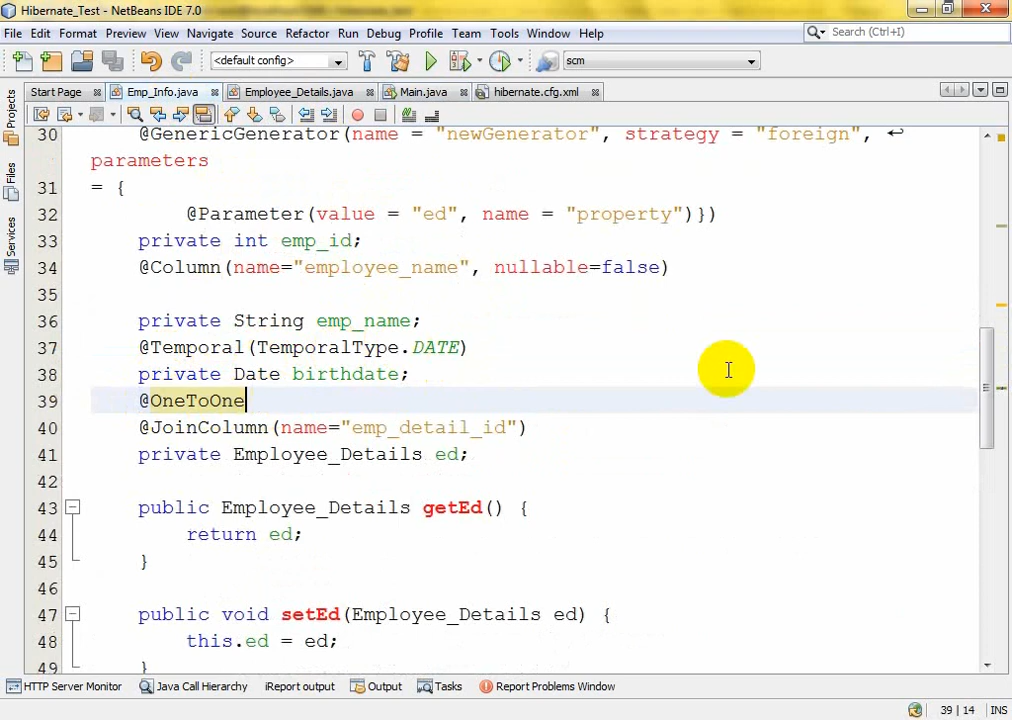 Hibernate_Test - NetBeans IDE 7.0
File Edit Format Preview View Navigate Source Refactor Run Debug Profile Team Tools Window Help
Search (Ctrl+I)
<default config>
scm
Start Page Emp_Info.java Employee_Details.java Main.java hibernate.cfg.xml
Projects
Files
Services
30 @GenericGenerator(name = "newGenerator", strategy = "foreign",
parameters
31 = {
32 @Parameter(value = "ed", name = "property")})
33 private int emp_id;
34 @Column(name="employee_name", nullable=false)
35
36 private String emp_name;
37 @Temporal(TemporalType.DATE)
38 private Date birthdate;
39 @OneToOne
40 @JoinColumn(name="emp_detail_id")
41 private Employee_Details ed;
42
43 public Employee_Details getEd() {
44 return ed;
45 }
46
47 public void setEd(Employee_Details ed) {
48 this.ed = ed;
49 }
HTTP Server Monitor Java Call Hierarchy iReport output Output Tasks Report Problems Window
39 | 14 INS